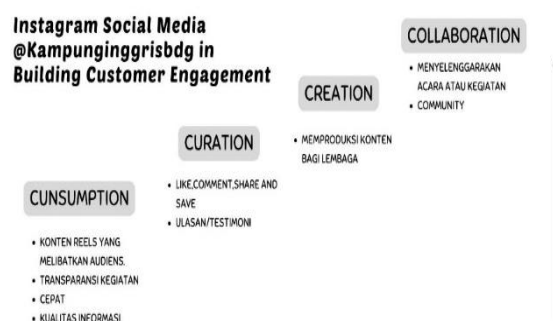 Instagram Social Media
@Kampunginggrisbdg in
Building Customer Engagement
COLLABORATION
• MENYELENGGARAKAN
ACARA ATAU KEGIATAN
• COMMUNITY
CREATION
• MEMPRODUKSI KONTEN
BAGI LEMBAGA
CURATION
• LIKE,COMMENT,SHARE AND
SAVE
• ULASAN/TESTIMONI
CUNSUMPTION
• KONTEN REELS YANG
MELIBATKAN AUDIENS.
• TRANSPARANSI KEGIATAN
• CEPAT
• KUALITAS INFORMASI